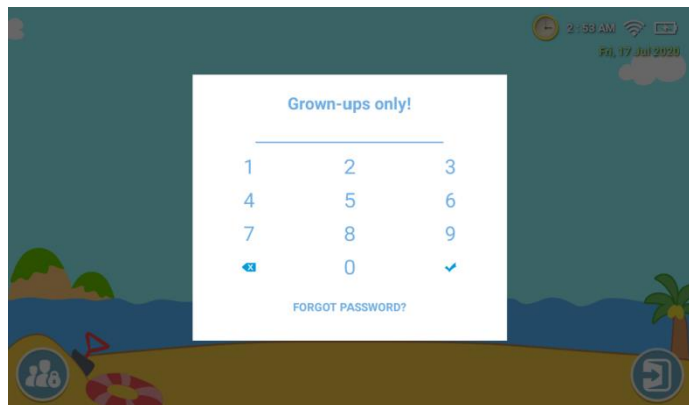 2:53 AM
Fri, 17 Jul 2020
Grown-ups only!
1 2 3
4 5 6
7 8 9
0
FORGOT PASSWORD?